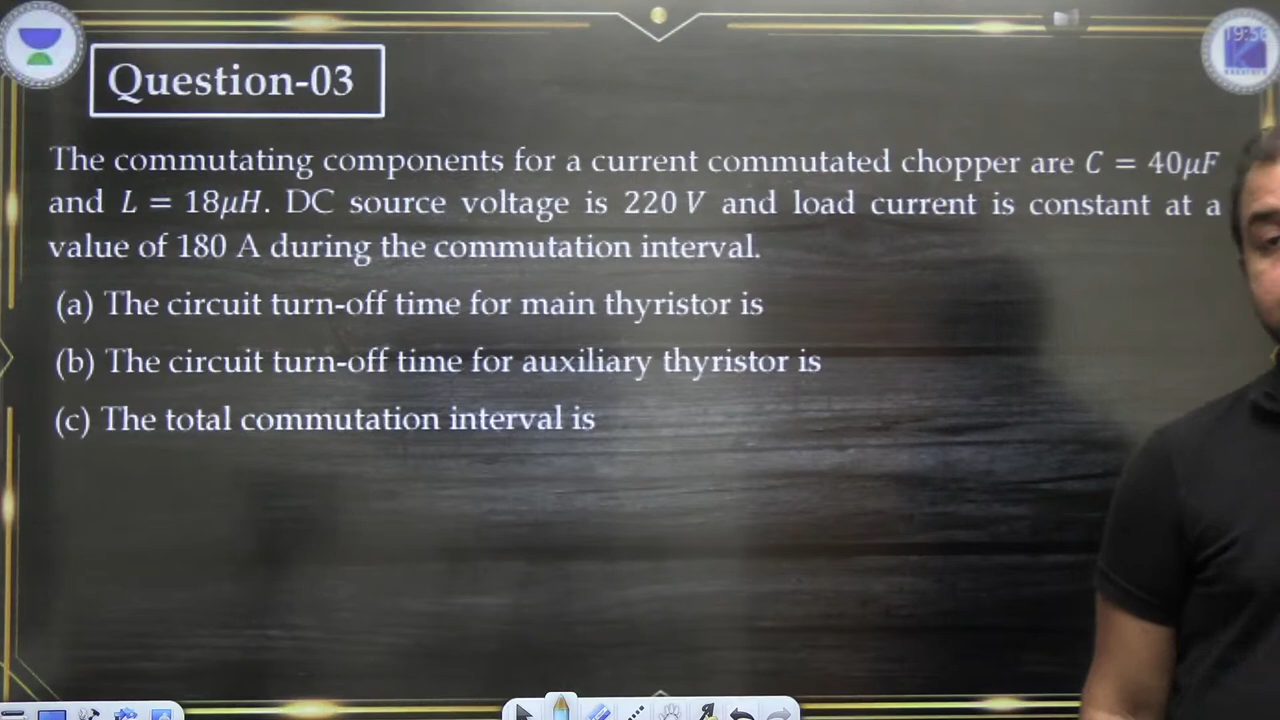 19:56
Question-03
The commutating components for a current commutated chopper are C = 40μF
and L = 18μH. DC source voltage is 220 V and load current is constant at a
value of 180 A during the commutation interval.
(a) The circuit turn-off time for main thyristor is
(b) The circuit turn-off time for auxiliary thyristor is
(c) The total commutation interval is